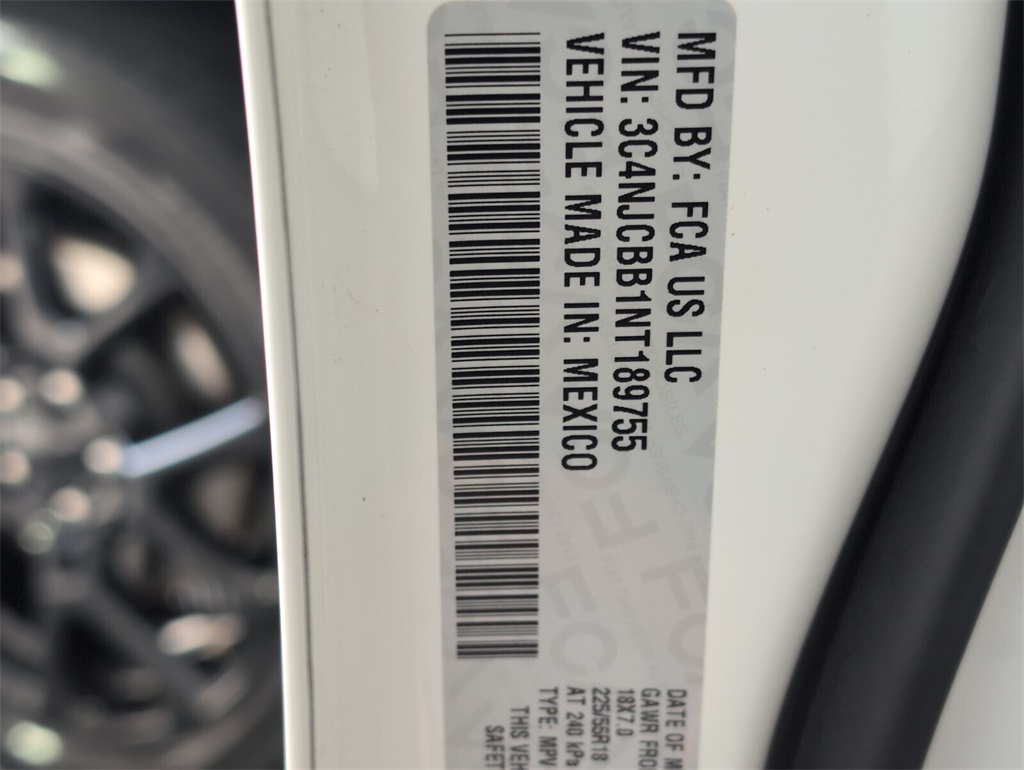 MFD BY: FCA US LLC
VIN: 3C4NJCBB1NT189755
VEHICLE MADE IN: MEXICO
DATE OF M
GAWR FRO
18X7.0
225/55R18
AT 240 kPa
TYPE: MPV
THIS VEH
SAFET